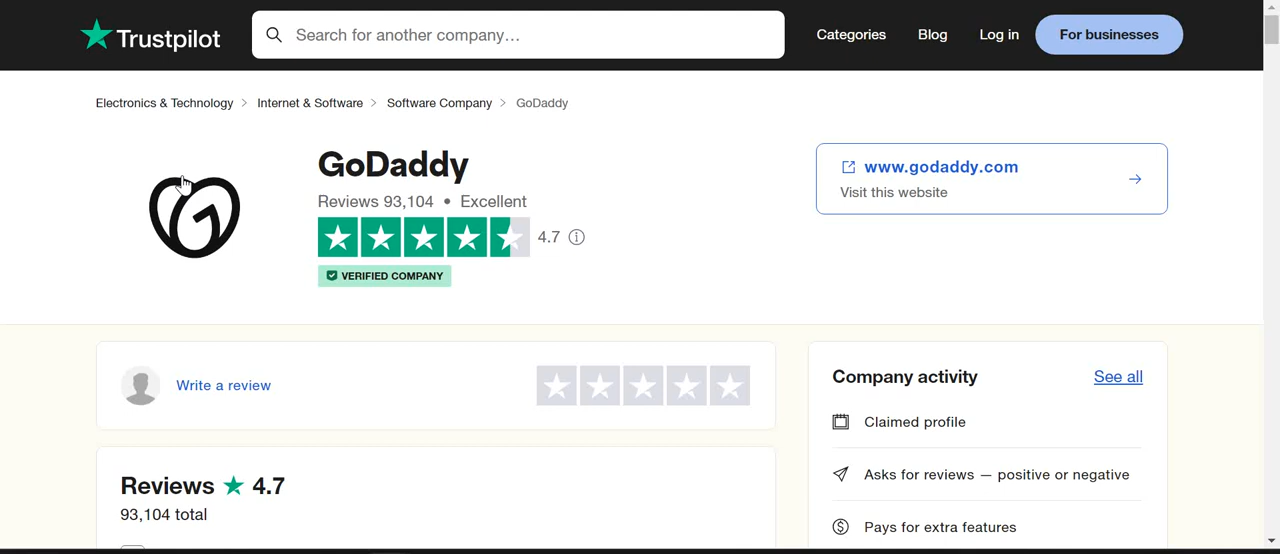 Trustpilot
Search for another company…
Categories
Blog
Log in
For businesses
Electronics & Technology > Internet & Software > Software Company > GoDaddy
GoDaddy
Reviews 93,104 • Excellent
4.7
VERIFIED COMPANY
www.godaddy.com
Visit this website
Write a review
Reviews ★ 4.7
93,104 total
Company activity
See all
Claimed profile
Asks for reviews — positive or negative
Pays for extra features